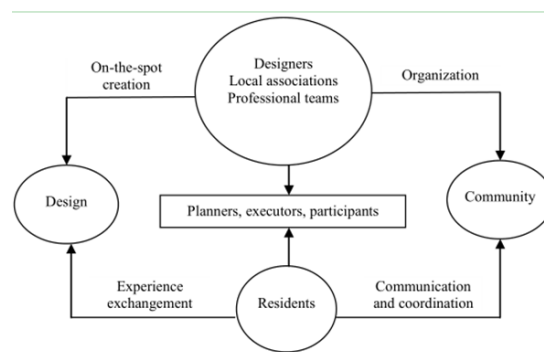 Designers
Local associations
Professional teams
On-the-spot
creation
Organization
Design
Planners, executors, participants
Community
Experience
exchangement
Residents
Communication
and coordination